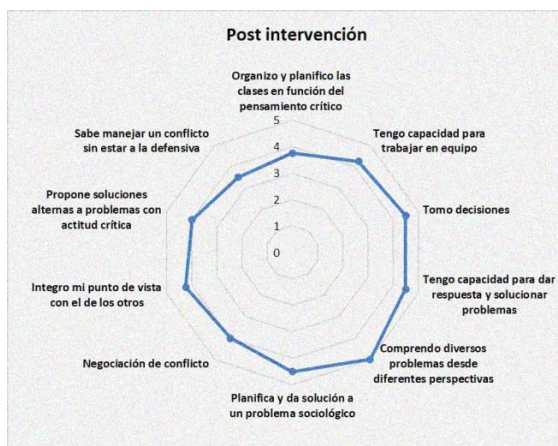 Post intervención
Organizo y planifico las
clases en función del
pensamiento crítico
Tengo capacidad para
trabajar en equipo
Tomo decisiones
Tengo capacidad para dar
respuesta y solucionar
problemas
Comprendo diversos
problemas desde
diferentes perspectivas
Planifica y da solución a
un problema sociológico
Negociación de conflicto
Integro mi punto de vista
con el de los otros
Propone soluciones
alternas a problemas con
actitud crítica
Sabe manejar un conflicto
sin estar a la defensiva
5
4
3
2
1
0